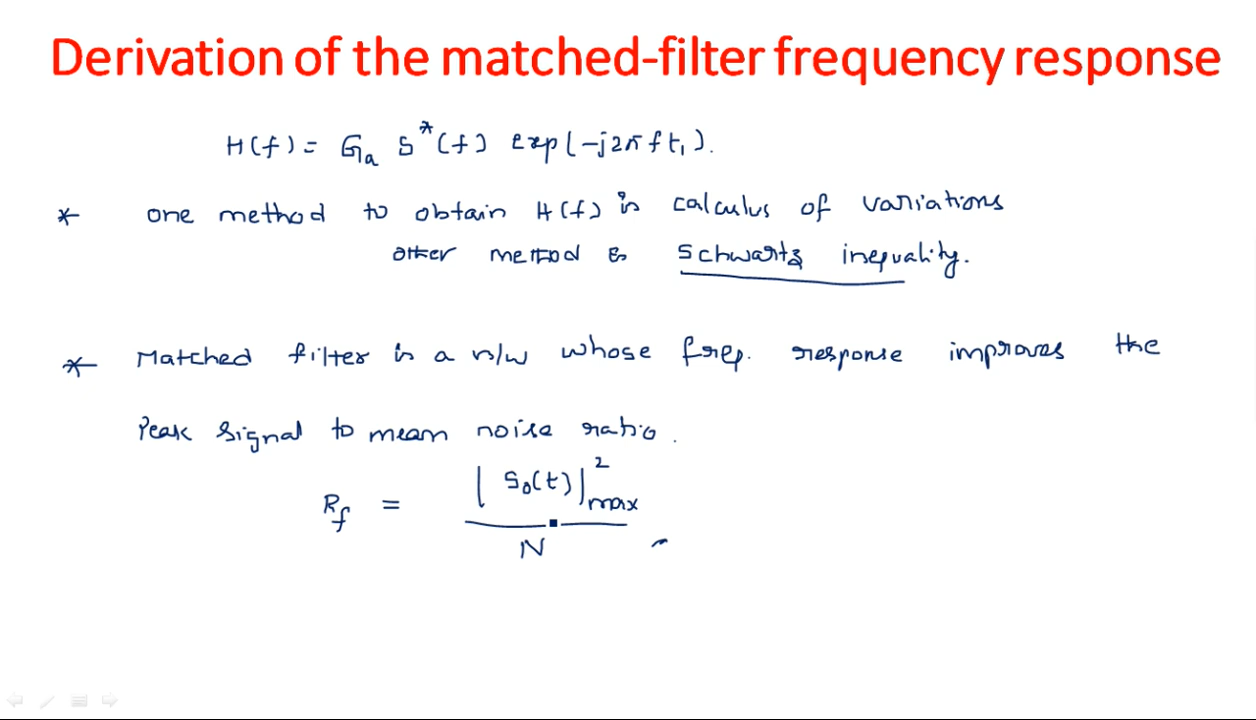 Derivation of the matched-filter frequency response
H(f) = Ga S*(f) exp(-j2πft₁).
* one method to obtain H(f) is calculus of variations
other method is Schwartz inequality.
* Matched filter is a n/w whose freq. response improves the
Peak signal to mean noise ratio.
Rf = |S₀(t)|²max
N